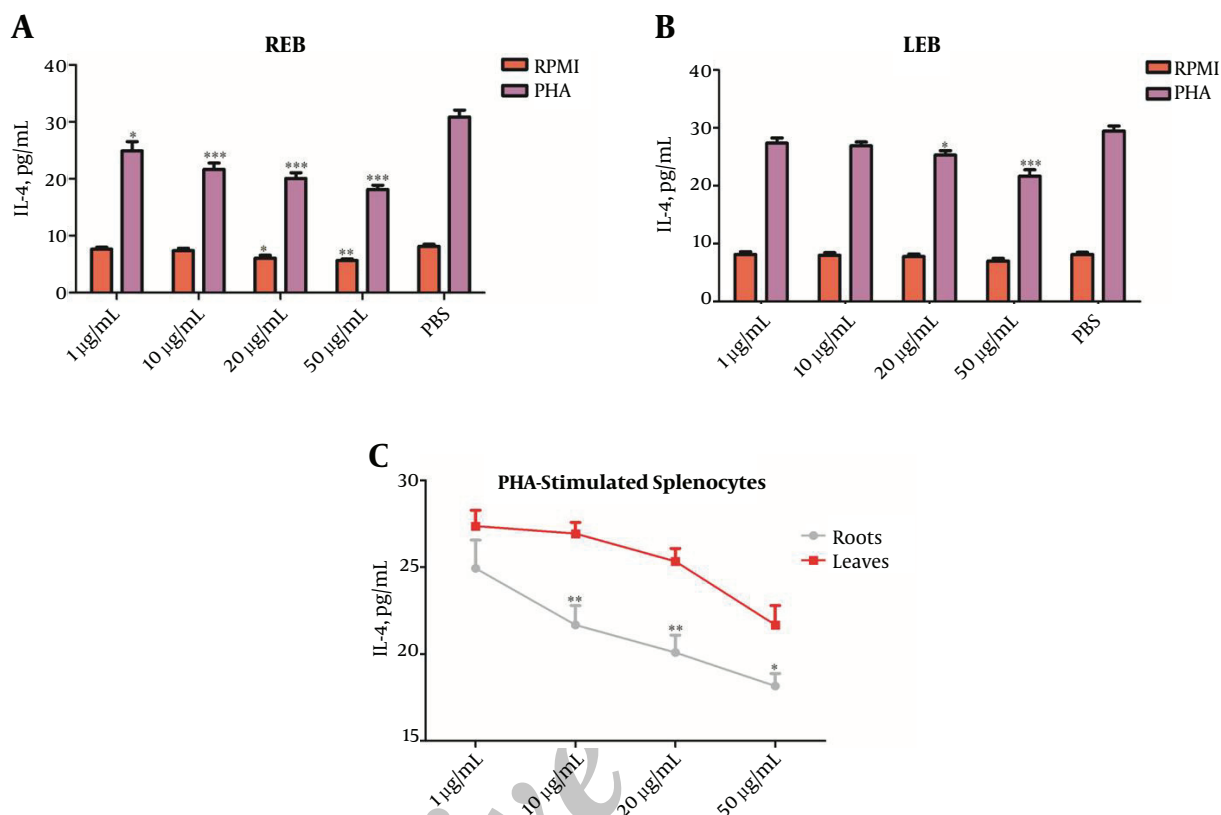 A
REB
RPMI
PHA
IL-4, pg/mL
40
30
20
10
0
*
***
***
***
*
**
1 µg/mL
10 µg/mL
20 µg/mL
50 µg/mL
PBS
B
LEB
RPMI
PHA
IL-4, pg/mL
40
30
20
10
0
*
***
1 µg/mL
10 µg/mL
20 µg/mL
50 µg/mL
PBS
C
PHA-Stimulated Splenocytes
Roots
Leaves
IL-4, pg/mL
30
25
20
15
**
**
*
1 µg/mL
10 µg/mL
20 µg/mL
50 µg/mL